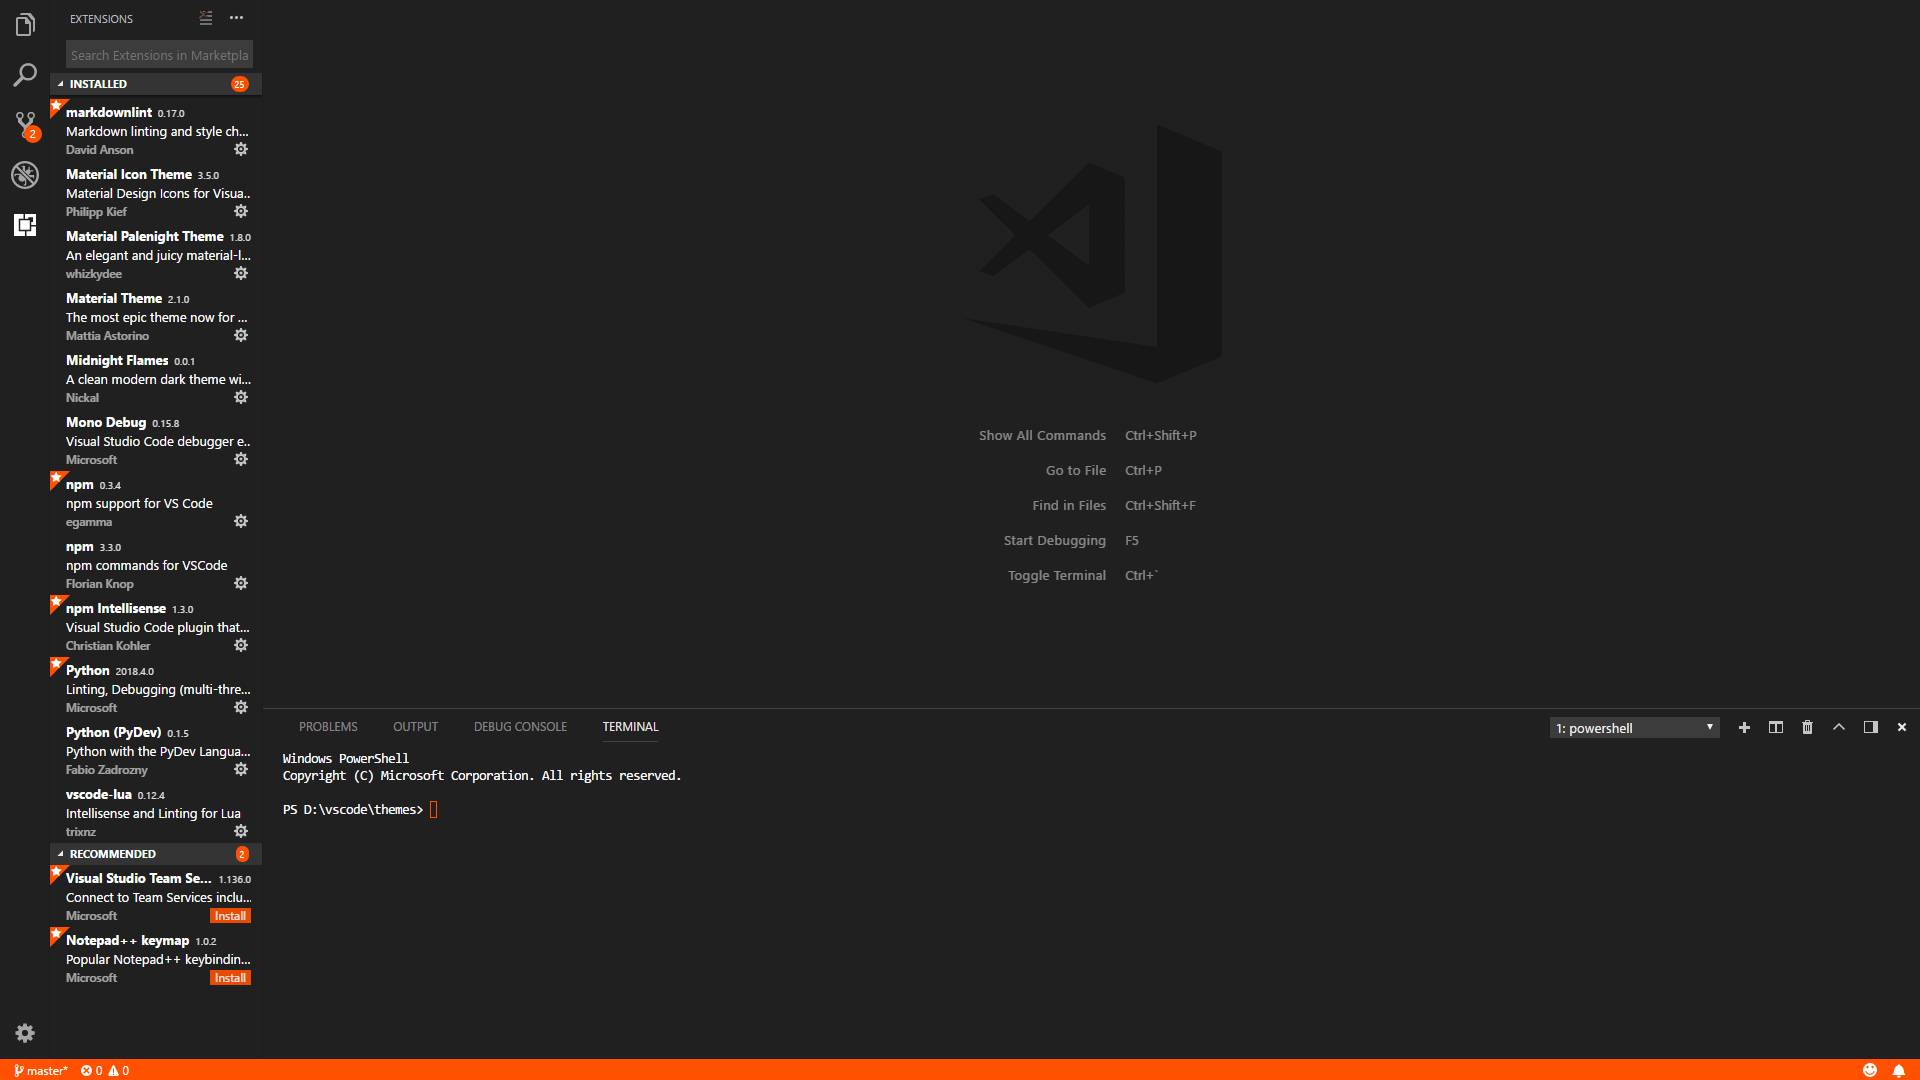 EXTENSIONS
Search Extensions in Marketpla
INSTALLED 25
markdownlint 0.17.0
Markdown linting and style ch...
David Anson
2
Material Icon Theme 3.5.0
Material Design Icons for Visua..
Philipp Kief
Material Palenight Theme 1.8.0
An elegant and juicy material-l...
whizkydee
Material Theme 2.1.0
The most epic theme now for ...
Mattia Astorino
Midnight Flames 0.0.1
A clean modern dark theme wi...
Nickal
Mono Debug 0.15.8
Visual Studio Code debugger e..
Microsoft
npm 0.3.4
npm support for VS Code
egamma
npm 3.3.0
npm commands for VSCode
Florian Knop
npm Intellisense 1.3.0
Visual Studio Code plugin that...
Christian Kohler
Python 2018.4.0
Linting, Debugging (multi-thre...
Microsoft
Python (PyDev) 0.1.5
Python with the PyDev Langua...
Fabio Zadrozny
vscode-lua 0.12.4
Intellisense and Linting for Lua
trixnz
RECOMMENDED 2
Visual Studio Team Se... 1.136.0
Connect to Team Services inclu...
Microsoft Install
Notepad++ keymap 1.0.2
Popular Notepad++ keybindin...
Microsoft Install
Show All Commands Ctrl+Shift+P
Go to File Ctrl+P
Find in Files Ctrl+Shift+F
Start Debugging F5
Toggle Terminal Ctrl+`
PROBLEMS OUTPUT DEBUG CONSOLE TERMINAL 1: powershell
Windows PowerShell
Copyright (C) Microsoft Corporation. All rights reserved.
PS D:\vscode\themes>
master* 0 0